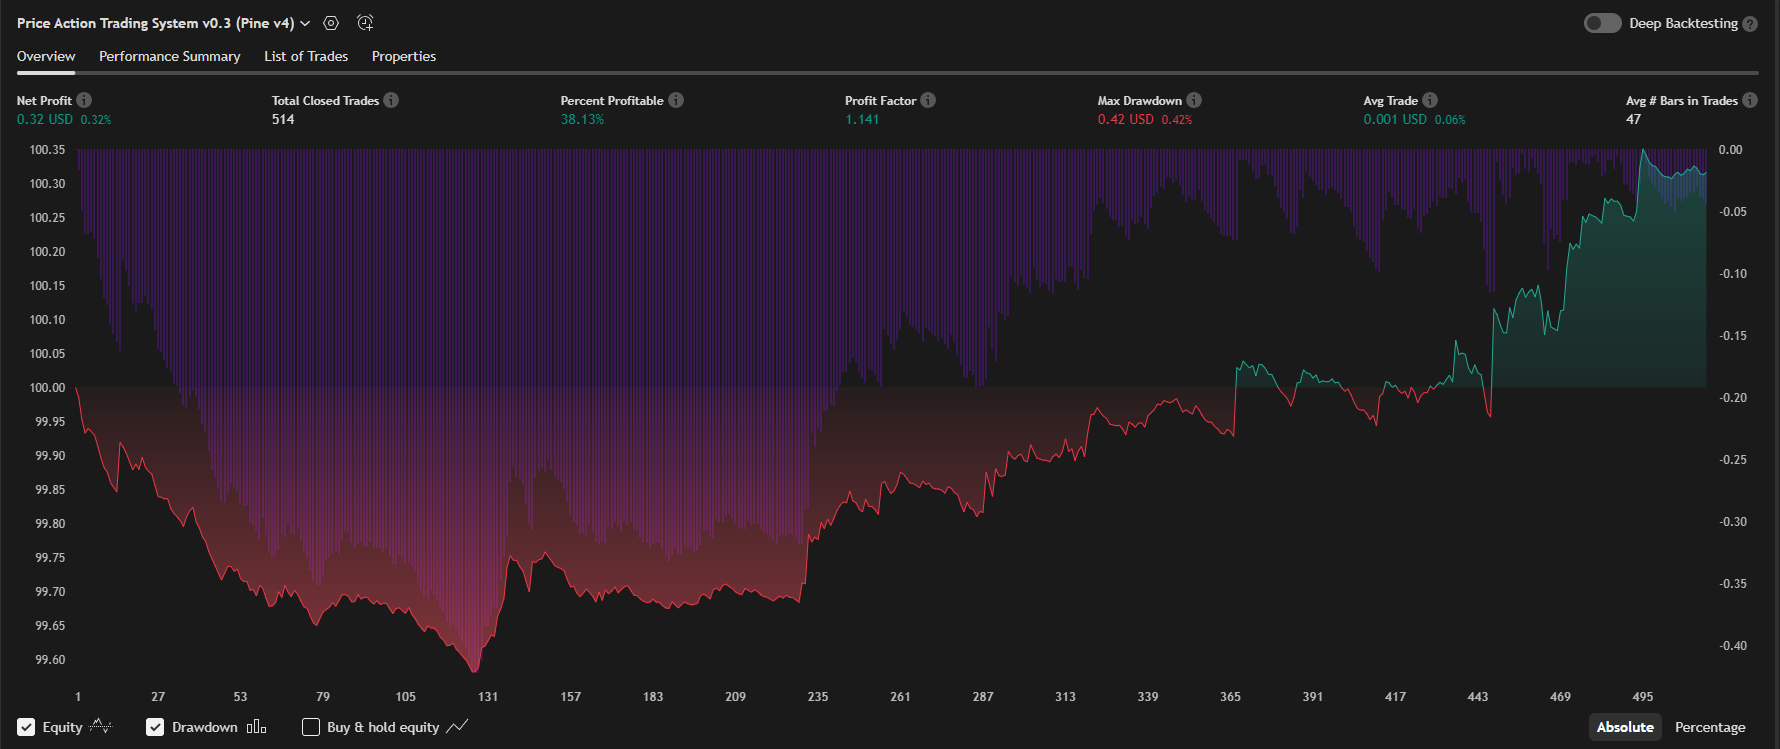 Price Action Trading System v0.3 (Pine v4)
Deep Backtesting
Overview Performance Summary List of Trades Properties
Net Profit Total Closed Trades Percent Profitable Profit Factor Max Drawdown Avg Trade Avg # Bars in Trades
0.32 USD 0.32% 514 38.13% 1.141 0.42 USD 0.42% 0.001 USD 0.06% 47
100.35 0.00
100.30
100.25 -0.05
100.20
100.15 -0.10
100.10 -0.15
100.05
100.00 -0.20
99.95
99.90 -0.25
99.85
99.80 -0.30
99.75
99.70 -0.35
99.65 -0.40
99.60
1 27 53 79 105 131 157 183 209 235 261 287 313 339 365 391 417 443 469 495
Equity Drawdown Buy & hold equity Absolute Percentage